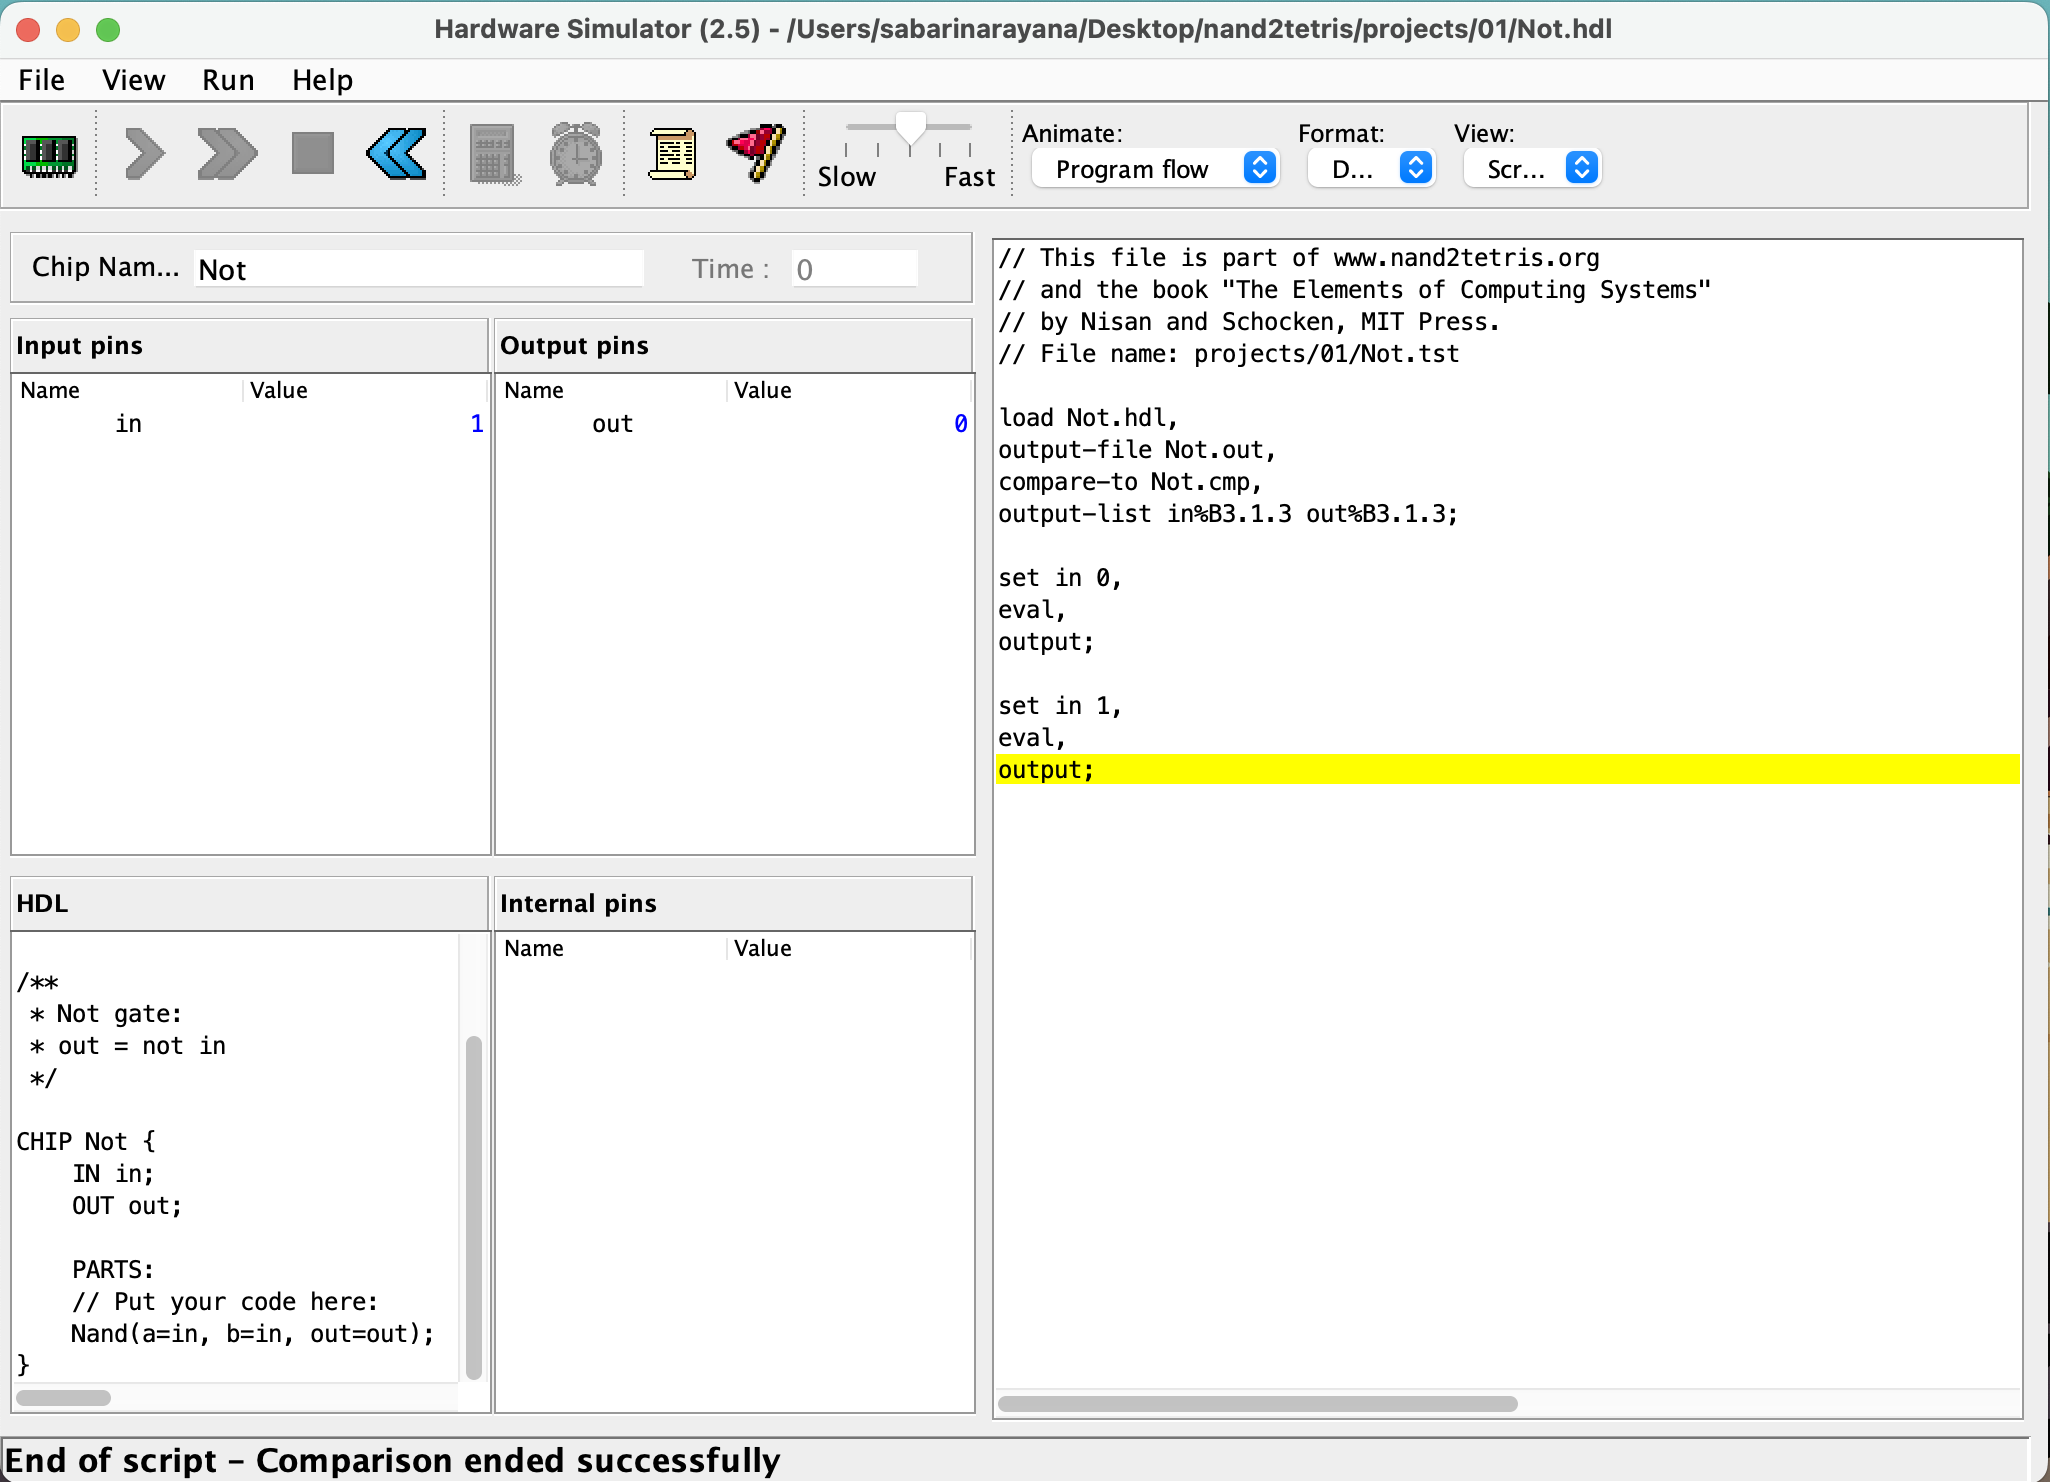 Hardware Simulator (2.5) - /Users/sabarinarayana/Desktop/nand2tetris/projects/01/Not.hdl
File View Run Help
Animate: Format: View:
Slow Fast Program flow D... Scr...
Chip Nam... Not Time : 0
Input pins
Name Value
in 1
Output pins
Name Value
out 0
HDL
/**
* Not gate:
* out = not in
*/
CHIP Not {
IN in;
OUT out;
PARTS:
// Put your code here:
Nand(a=in, b=in, out=out);
}
Internal pins
Name Value
// This file is part of www.nand2tetris.org
// and the book "The Elements of Computing Systems"
// by Nisan and Schocken, MIT Press.
// File name: projects/01/Not.tst
load Not.hdl,
output-file Not.out,
compare-to Not.cmp,
output-list in%B3.1.3 out%B3.1.3;
set in 0,
eval,
output;
set in 1,
eval,
output;
End of script - Comparison ended successfully